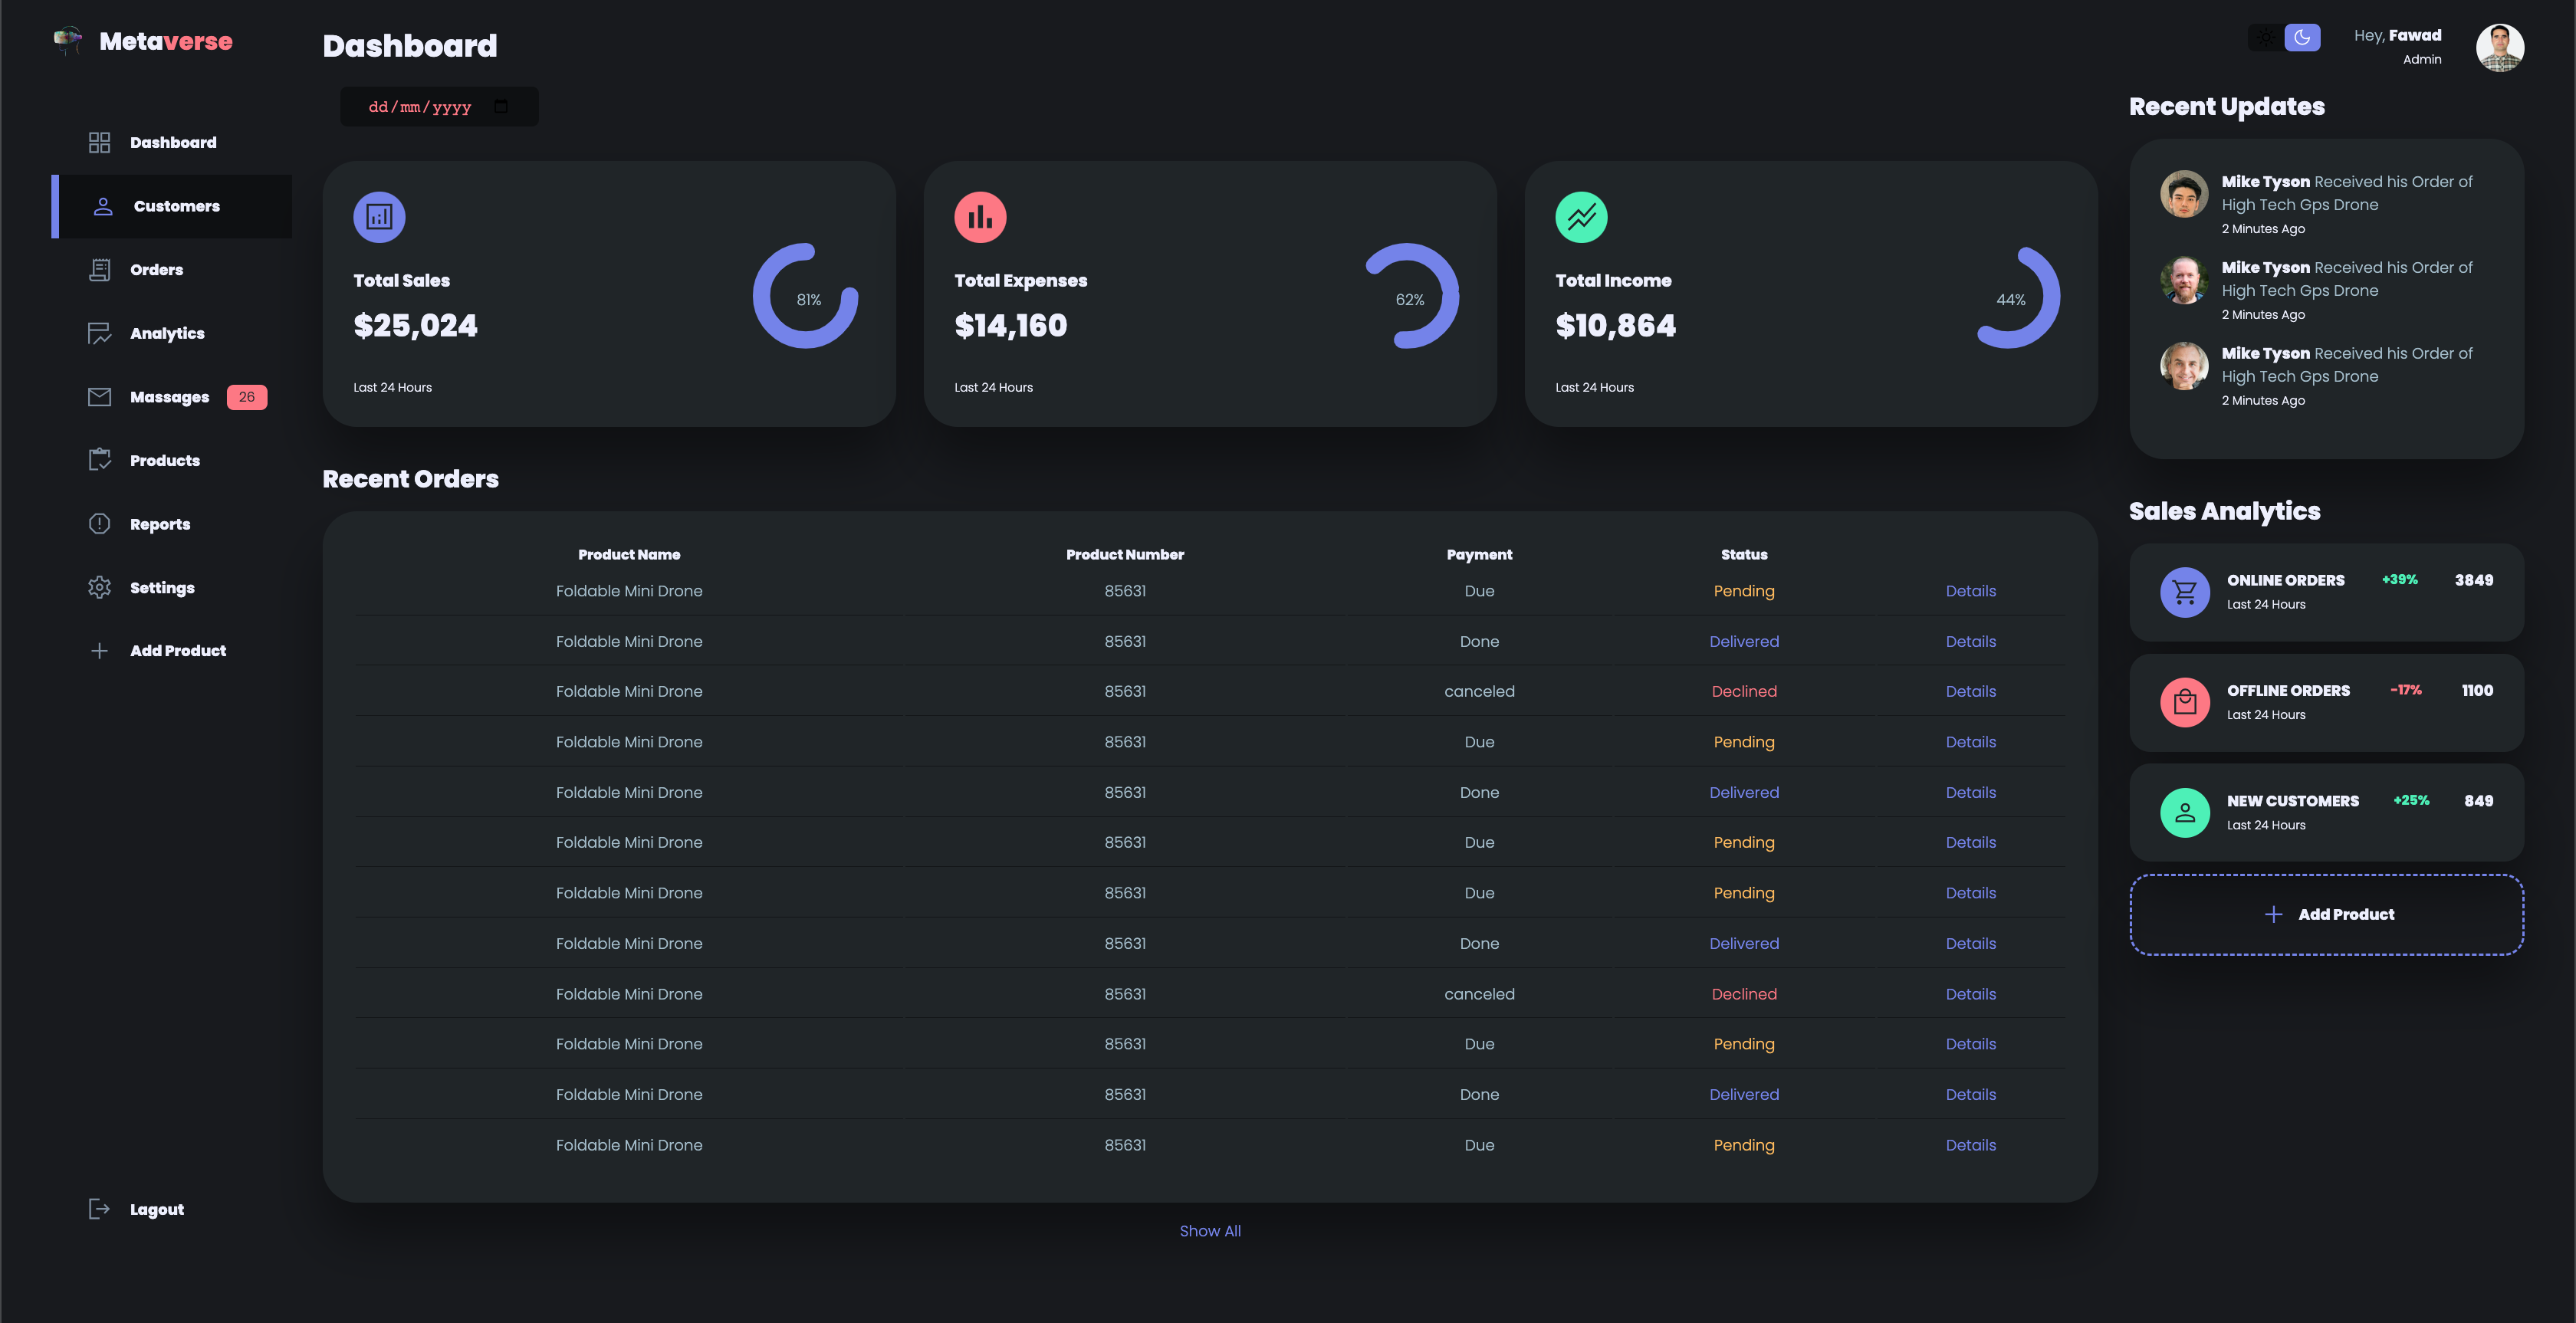 Metaverse
Dashboard
Customers
Orders
Analytics
Massages 26
Products
Reports
Settings
Add Product
Lagout
Dashboard
dd/mm/yyyy
Total Sales
$25,024
81%
Last 24 Hours
Total Expenses
$14,160
62%
Last 24 Hours
Total Income
$10,864
44%
Last 24 Hours
Recent Orders
Product Name Product Number Payment Status
Foldable Mini Drone 85631 Due Pending Details
Foldable Mini Drone 85631 Done Delivered Details
Foldable Mini Drone 85631 canceled Declined Details
Foldable Mini Drone 85631 Due Pending Details
Foldable Mini Drone 85631 Done Delivered Details
Foldable Mini Drone 85631 Due Pending Details
Foldable Mini Drone 85631 Due Pending Details
Foldable Mini Drone 85631 Done Delivered Details
Foldable Mini Drone 85631 canceled Declined Details
Foldable Mini Drone 85631 Due Pending Details
Foldable Mini Drone 85631 Done Delivered Details
Foldable Mini Drone 85631 Due Pending Details
Show All
Hey, Fawad
Admin
Recent Updates
Mike Tyson Received his Order of
High Tech Gps Drone
2 Minutes Ago
Mike Tyson Received his Order of
High Tech Gps Drone
2 Minutes Ago
Mike Tyson Received his Order of
High Tech Gps Drone
2 Minutes Ago
Sales Analytics
ONLINE ORDERS +39% 3849
Last 24 Hours
OFFLINE ORDERS -17% 1100
Last 24 Hours
NEW CUSTOMERS +25% 849
Last 24 Hours
Add Product